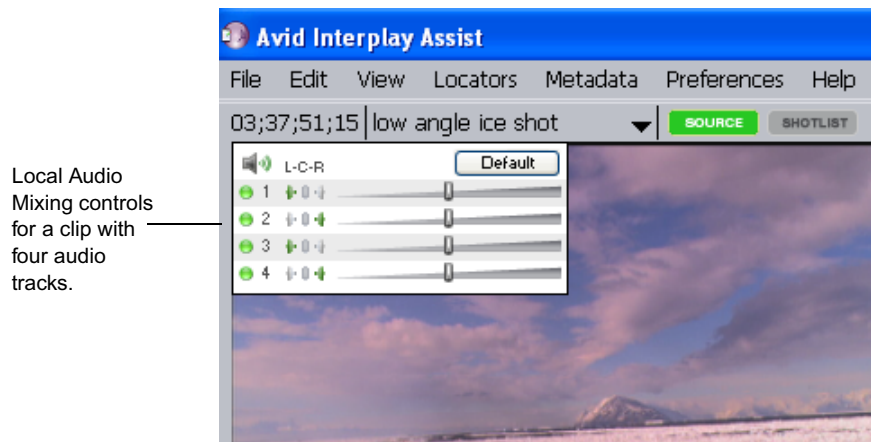 Avid Interplay Assist
File Edit View Locators Metadata Preferences Help
03;37;51;15 low angle ice shot SOURCE SHOTLIST
L-C-R Default
1
2
3
4
Local Audio
Mixing controls
for a clip with
four audio
tracks.